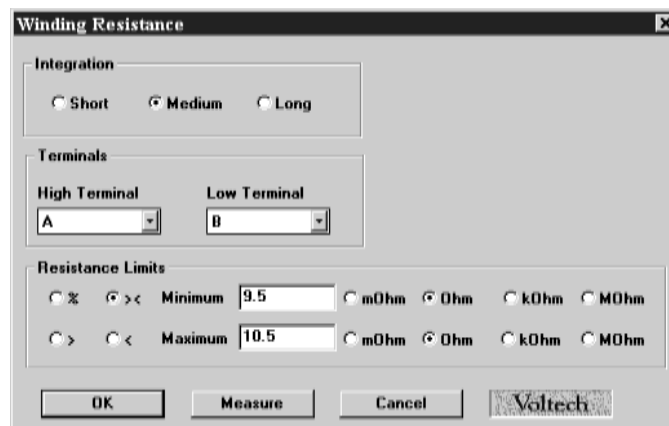 Winding Resistance
Integration
Short Medium Long
Terminals
High Terminal Low Terminal
A B
Resistance Limits
% >< Minimum 9.5 mOhm Ohm kOhm MOhm
> < Maximum 10.5 mOhm Ohm kOhm MOhm
OK Measure Cancel Voltech